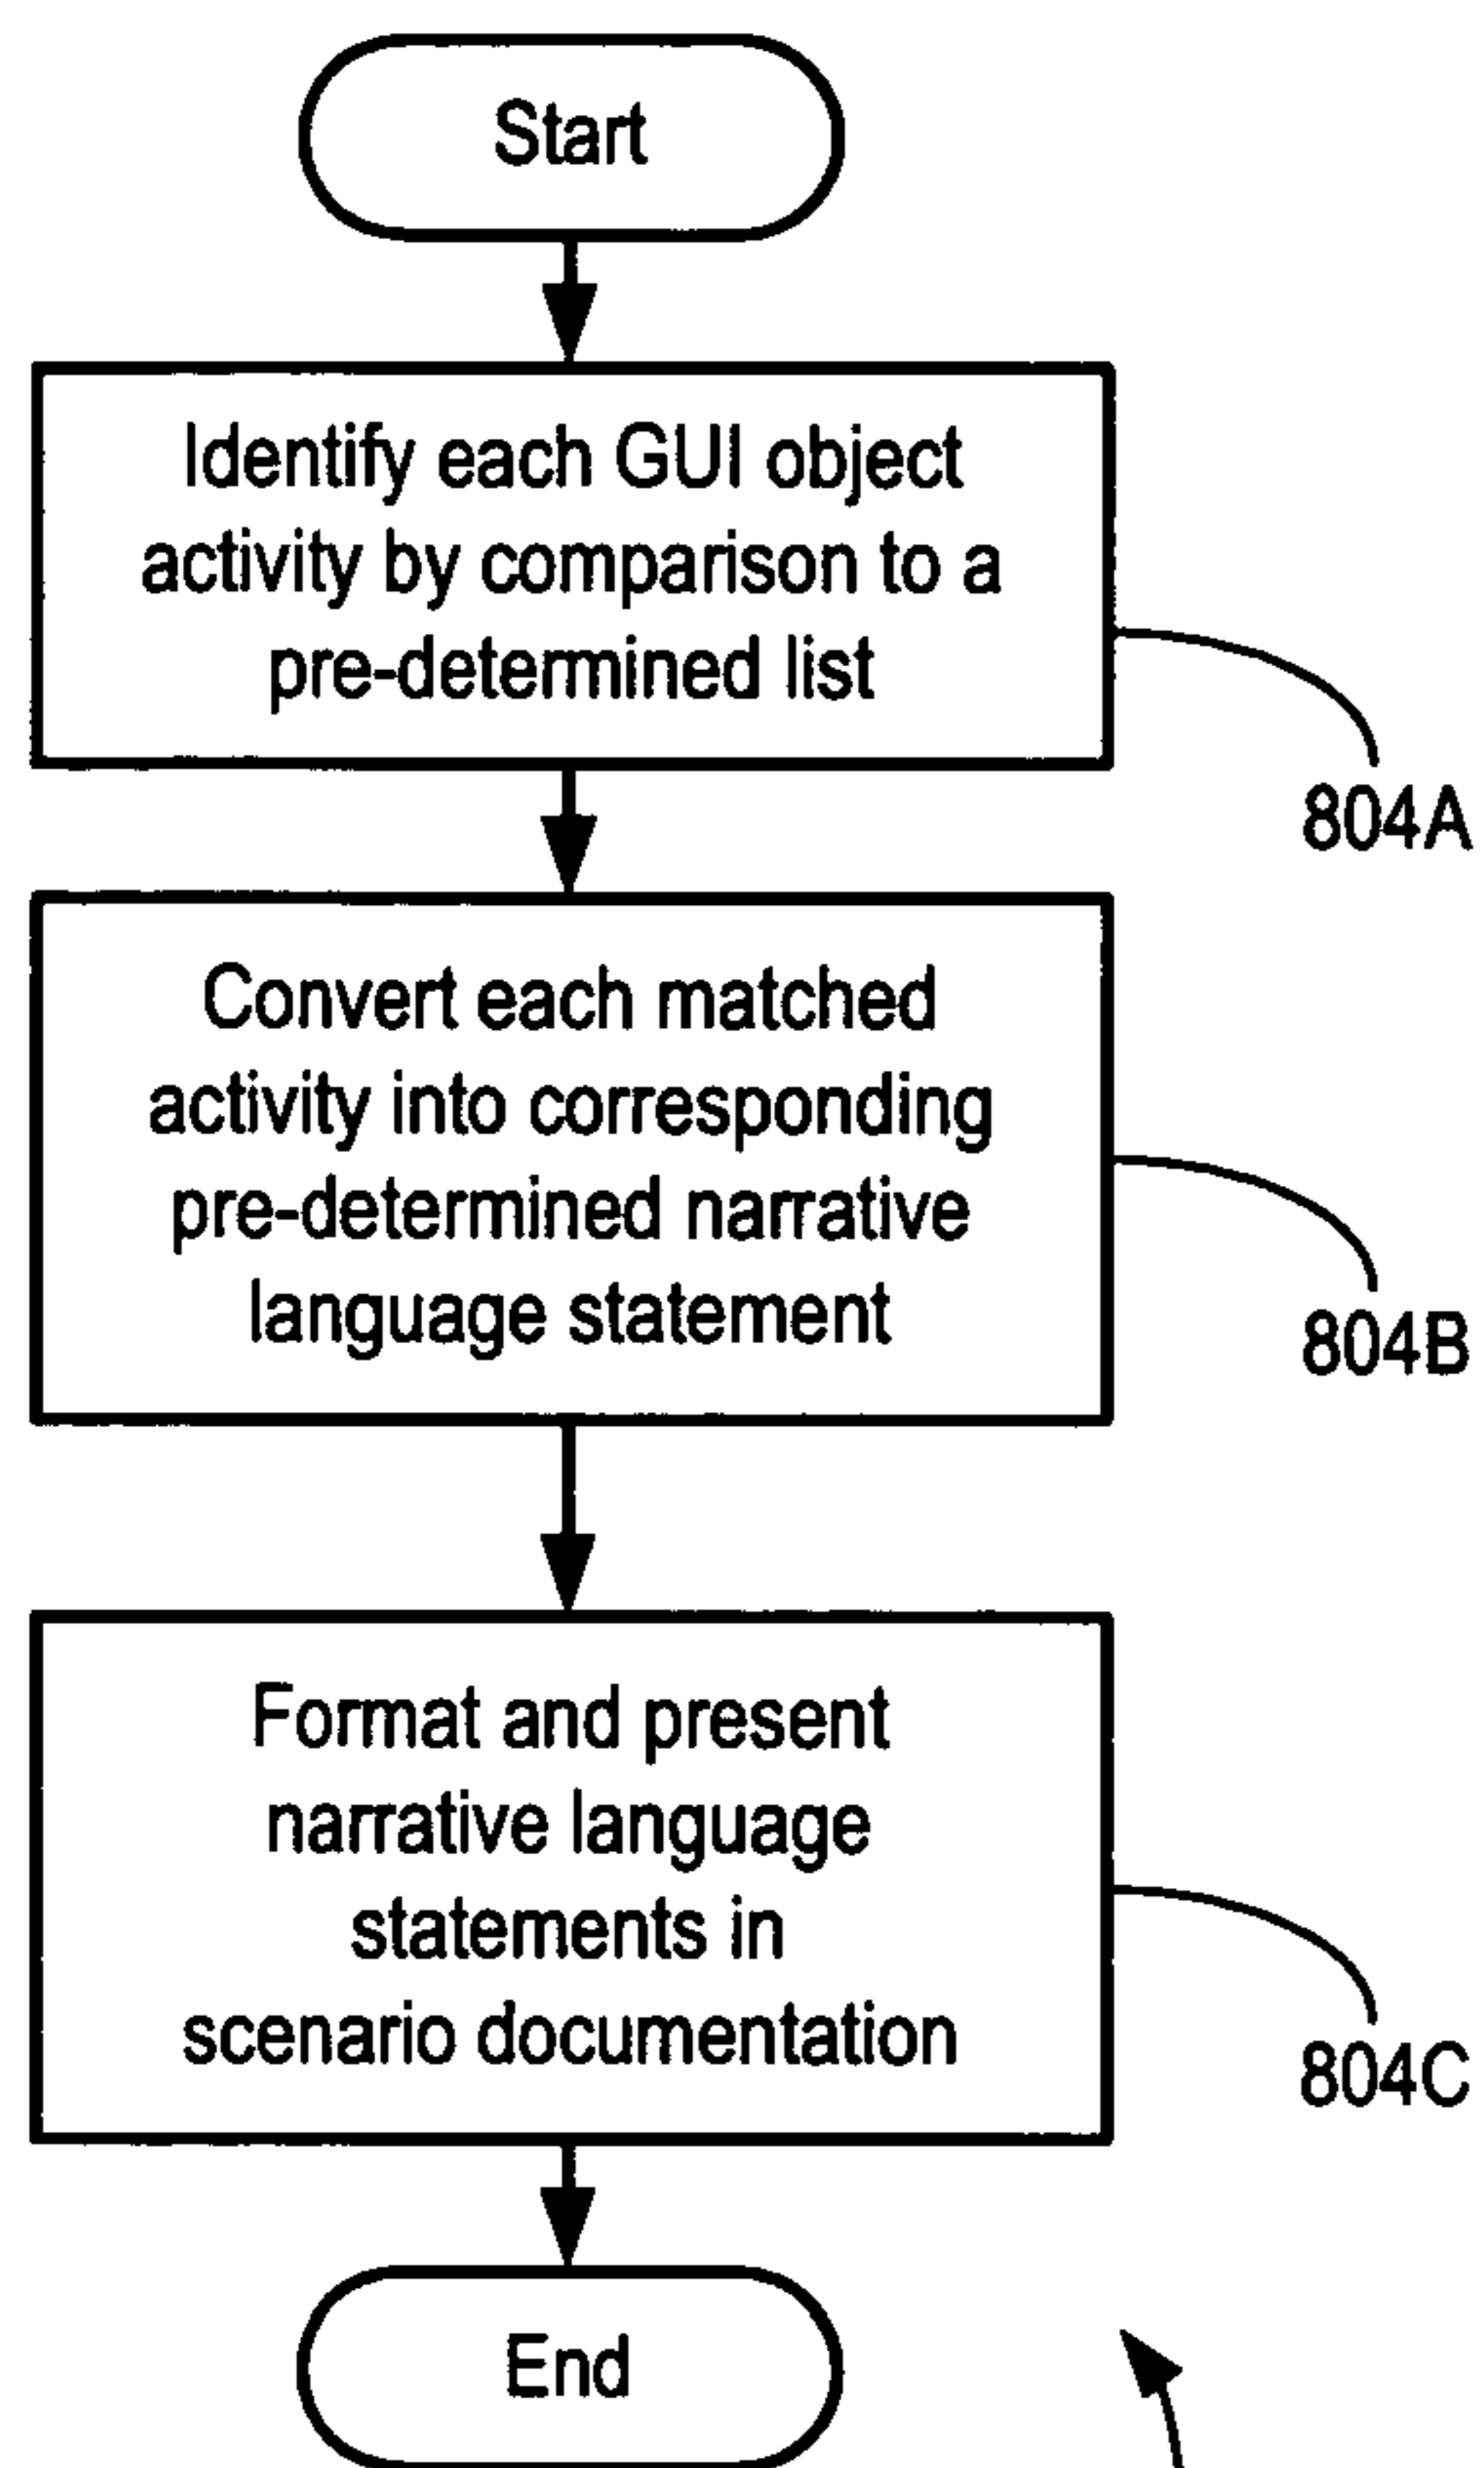 Start
Identify each GUI object
activity by comparison to a
pre-determined list
804A
Convert each matched
activity into corresponding
pre-determined narrative
language statement
804B
Format and present
narrative language
statements in
scenario documentation
804C
End